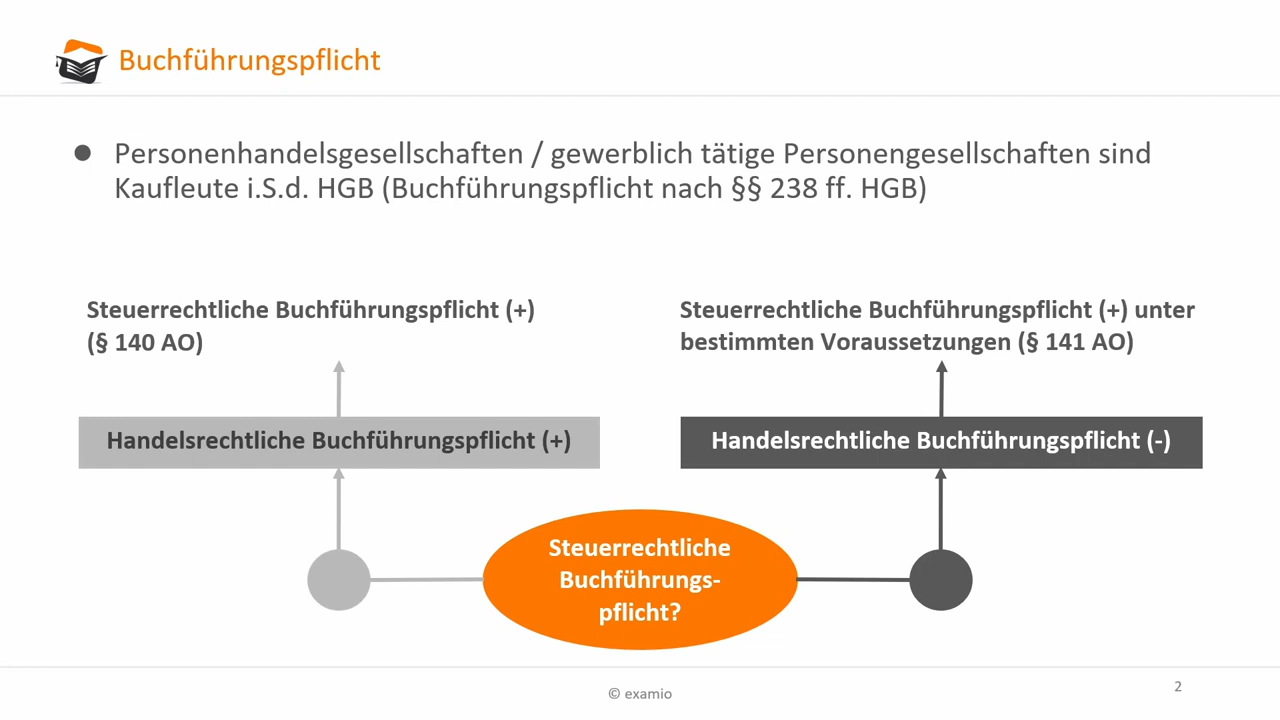 Buchführungspflicht
● Personenhandelsgesellschaften / gewerblich tätige Personengesellschaften sind
Kaufleute i.S.d. HGB (Buchführungspflicht nach §§ 238 ff. HGB)
Steuerrechtliche Buchführungspflicht (+)
(§ 140 AO)
Steuerrechtliche Buchführungspflicht (+) unter
bestimmten Voraussetzungen (§ 141 AO)
Handelsrechtliche Buchführungspflicht (+)
Handelsrechtliche Buchführungspflicht (-)
Steuerrechtliche
Buchführungs-
pflicht?
© examio
2